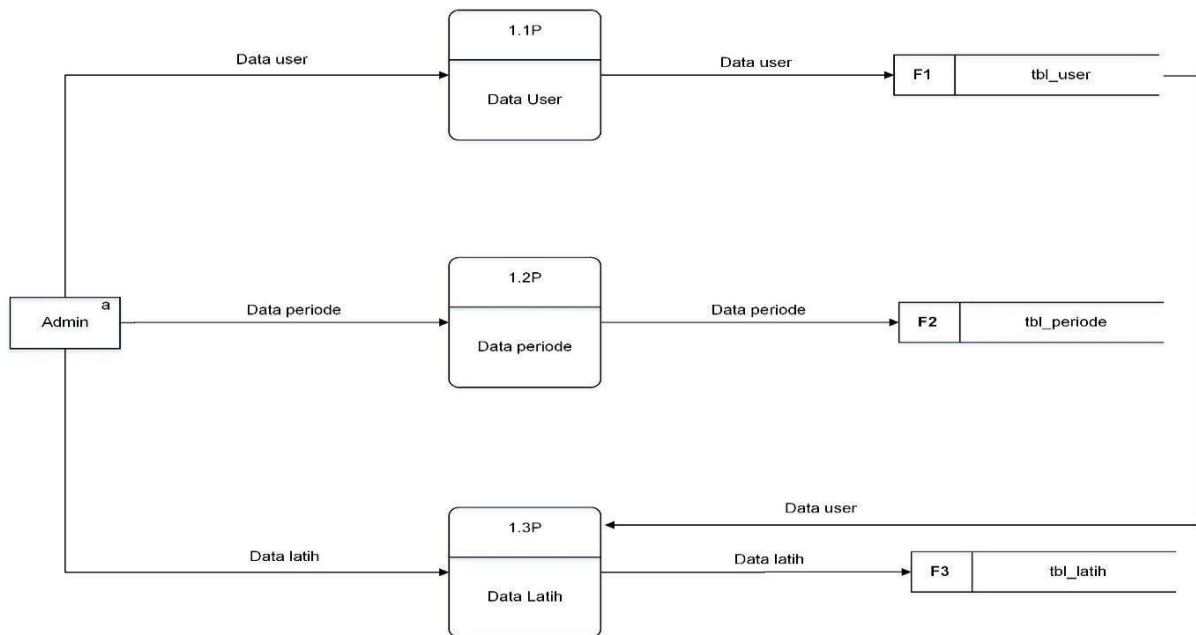 1.1P
Data user
Data user
F1
tbl_user
Data User
1.2P
a
Admin
Data periode
Data periode
F2
tbl_periode
Data periode
1.3P
Data user
Data latih
Data latih
F3
tbl_latih
Data Latih